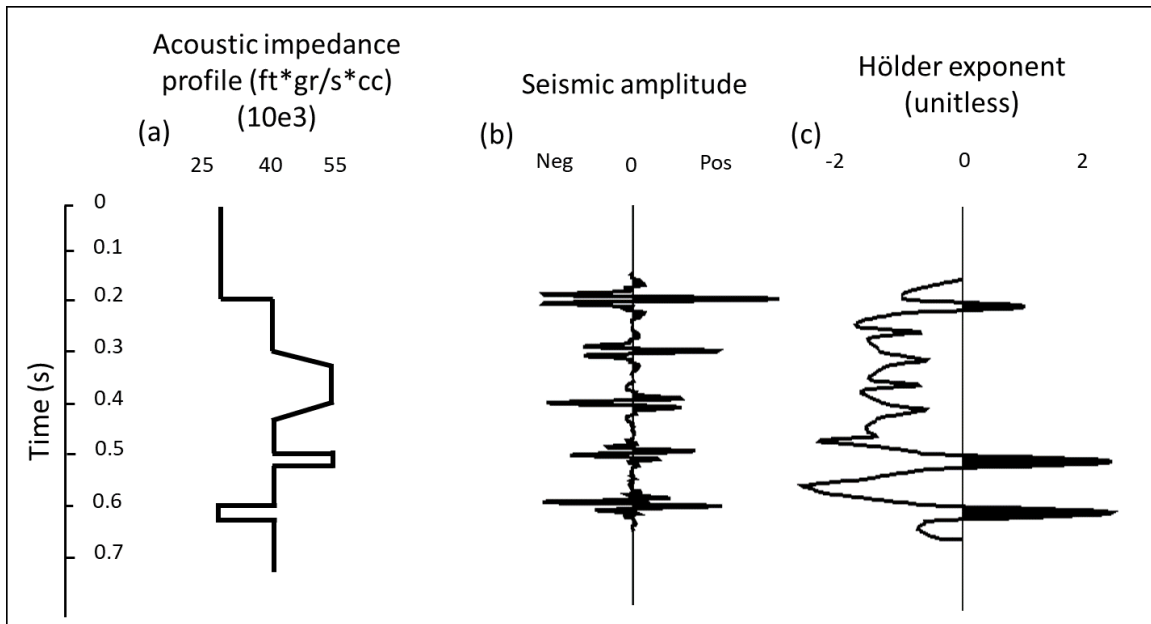 Acoustic impedance
profile (ft*gr/s*cc)
(10e3)
(a)
25 40 55
Seismic amplitude
(b)
Neg 0 Pos
Hölder exponent
(unitless)
(c)
-2 0 2
Time (s)
0
0.1
0.2
0.3
0.4
0.5
0.6
0.7